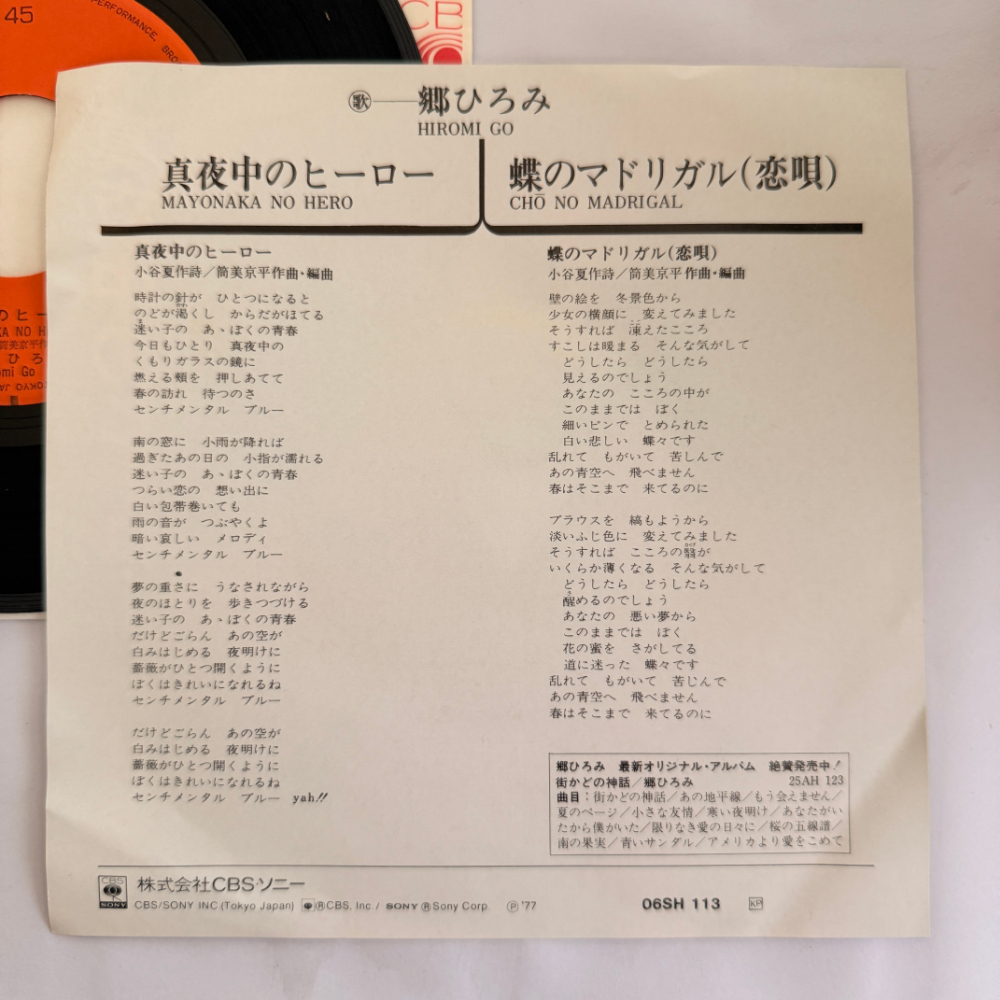 45
PERFORMANCE, BRO
CB
㊭—郷ひろみ
HIROMI GO
真夜中のヒーロー
MAYONAKA NO HERO
蝶のマドリガル(恋唄)
CHŌ NO MADRIGAL
真夜中のヒーロー
小谷夏作詩/筒美京平作曲・編曲
時計の針が ひとつになると
のどが渇くし からだがほてる
迷い子の あゝぼくの青春
今日もひとり 真夜中の
くもりガラスの鏡に
燃える頬を 押しあてて
春の訪れ 待つのさ
センチメンタル ブルー
南の窓に 小雨が降れば
過ぎたあの日の 小指が濡れる
迷い子の あゝぼくの青春
つらい恋の 想い出に
白い包帯巻いても
雨の音が つぶやくよ
暗い哀しい メロディ
センチメンタル ブルー
夢の重さに うなされながら
夜のほとりを 歩きつづける
迷い子の あゝぼくの青春
だけどごらん あの空が
白みはじめる 夜明けに
薔薇がひとつ開くように
ぼくはきれいになれるね
センチメンタル ブルー
だけどごらん あの空が
白みはじめる 夜明けに
薔薇がひとつ開くように
ぼくはきれいになれるね
センチメンタル ブルー yah!!
蝶のマドリガル(恋唄)
小谷夏作詩/筒美京平作曲・編曲
壁の絵を 冬景色から
少女の横顔に 変えてみました
そうすれば 凍えたこころ
すこしは暖まる そんな気がして
どうしたら どうしたら
見えるのでしょう
あなたの こころの中が
このままでは ぼく
細いピンで とめられた
白い悲しい 蝶々です
乱れて もがいて 苦しんで
あの青空へ 飛べません
春はそこまで 来てるのに
ブラウスを 縞もようから
淡いふじ色に 変えてみました
そうすれば こころの翳が
いくらか薄くなる そんな気がして
どうしたら どうしたら
醒めるのでしょう
あなたの 悪い夢から
このままでは ぼく
花の蜜を さがしてる
道に迷った 蝶々です
乱れて もがいて 苦しんで
あの青空へ 飛べません
春はそこまで 来てるのに
郷ひろみ 最新オリジナル・アルバム 絶賛発売中!
街かどの神話/郷ひろみ 25AH 123
曲目:街かどの神話/あの地平線/もう会えません/
夏のページ/小さな友情/寒い夜明け/あなたがい
たから僕がいた/限りなき愛の日々に/桜の五線譜/
南の果実/青いサンダル/アメリカより愛をこめて
CBS SONY 株式会社CBS・ソニー
CBS/SONY INC (Tokyo Japan) ®CBS. Inc / SONY ®Sony Corp. Ⓟ'77 06SH 113 KP